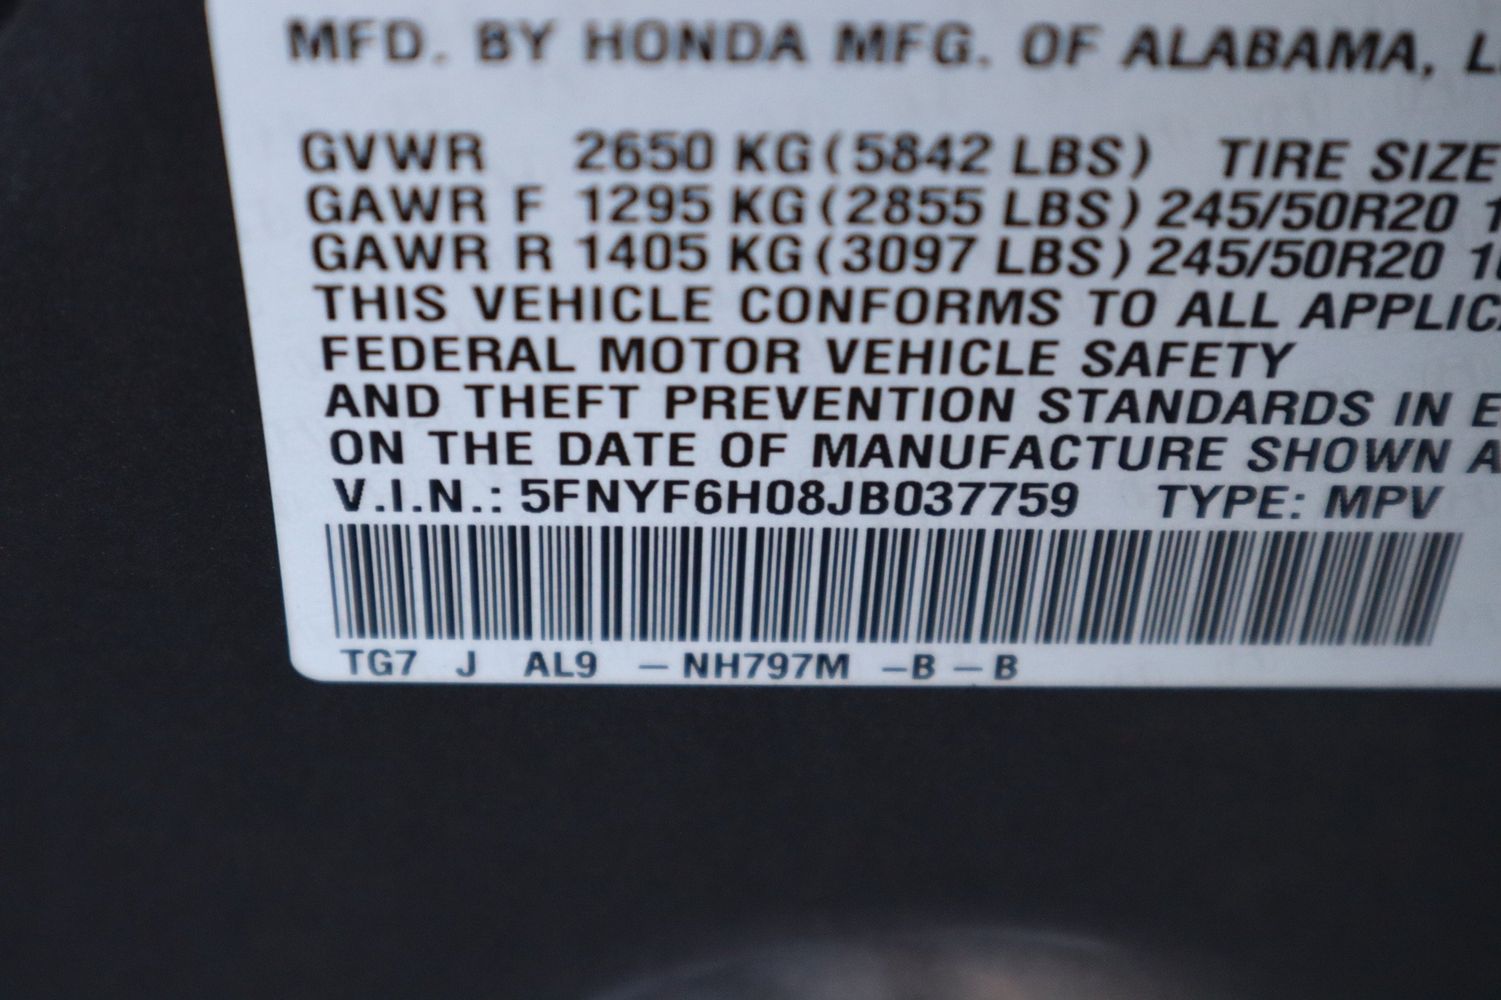 MFD. BY HONDA MFG. OF ALABAMA,
GVWR 2650 KG (5842 LBS) TIRE SIZE
GAWR F 1295 KG (2855 LBS) 245/50R20
GAWR R 1405 KG (3097 LBS) 245/50R20
THIS VEHICLE CONFORMS TO ALL
FEDERAL MOTOR VEHICLE SAFETY
AND THEFT PREVENTION STANDARDS IN
ON THE DATE OF MANUFACTURE SHOWN
V.I.N.: 5FNYF6H08JB037759 TYPE: MPV
TG7 J AL9 – NH797M – B – B